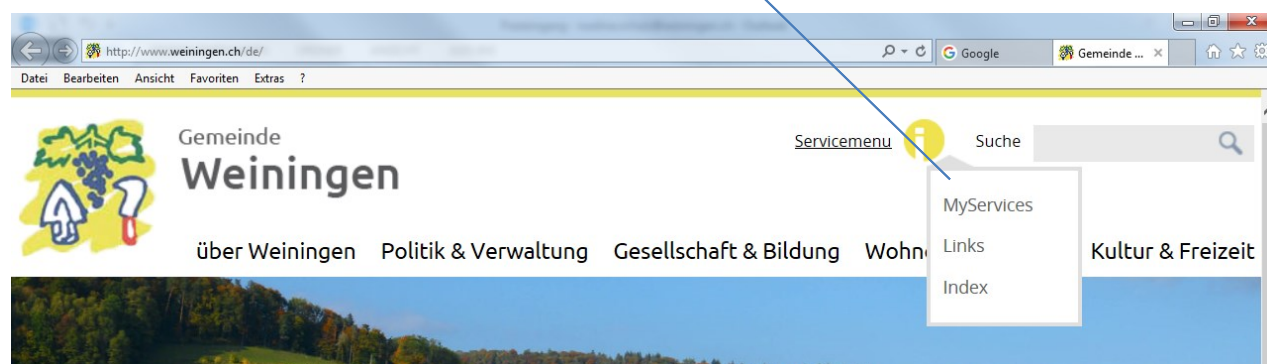 http://www.weiningen.ch/de/
Google
Gemeinde ...
Datei Bearbeiten Ansicht Favoriten Extras ?
Gemeinde
Weiningen
Servicemenu
Suche
MyServices
Links
Index
über Weiningen Politik & Verwaltung Gesellschaft & Bildung Kultur & Freizeit